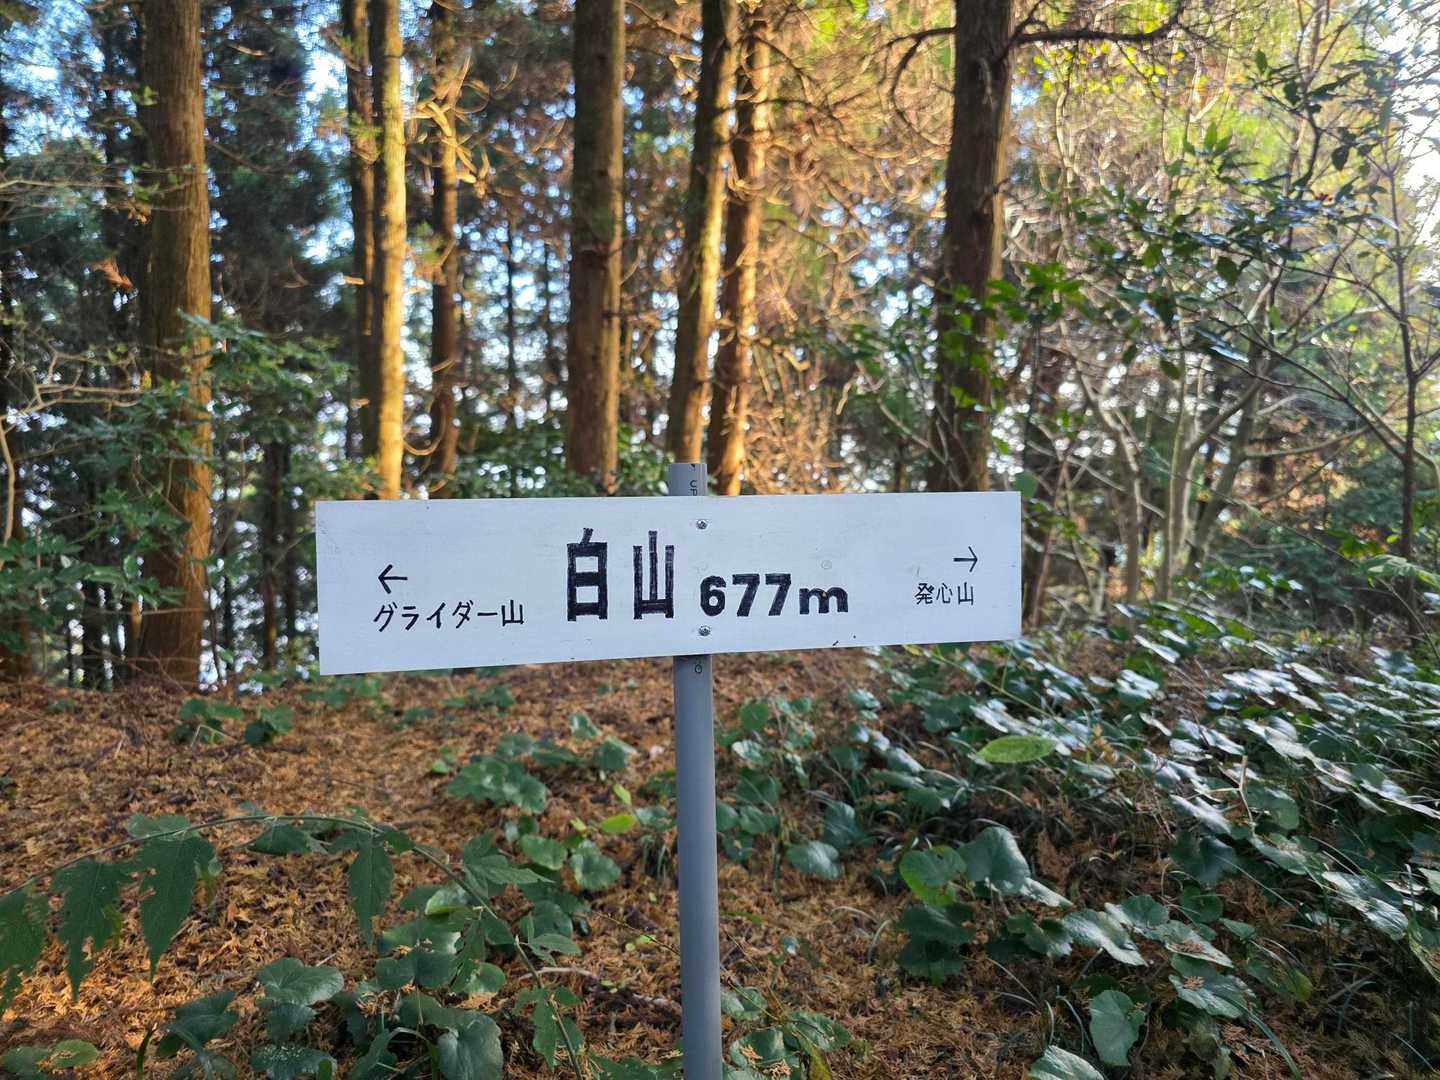 白山 677m
←
グライダー山
→
発心山